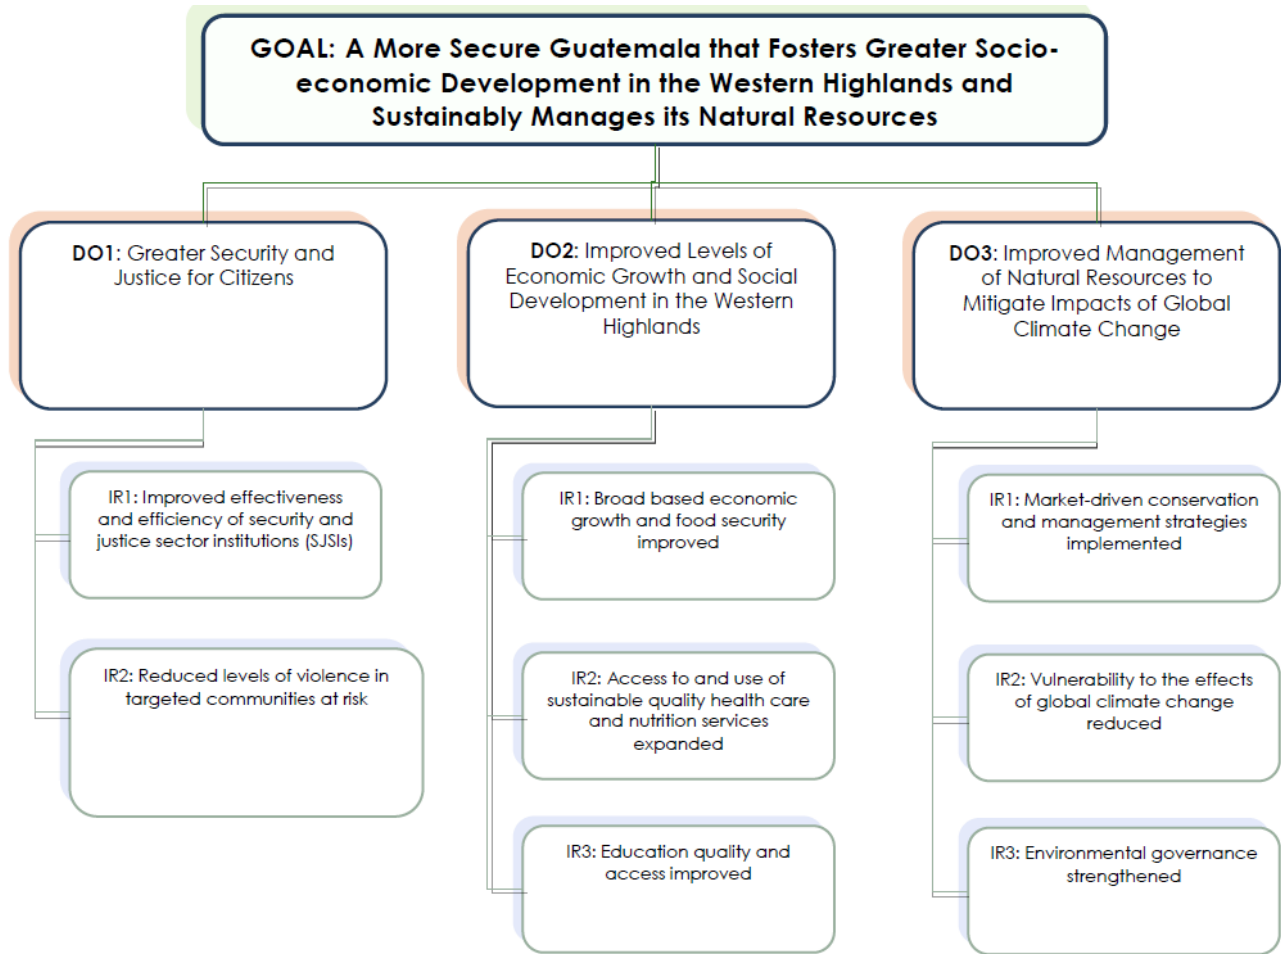 GOAL: A More Secure Guatemala that Fosters Greater Socio-
economic Development in the Western Highlands and
Sustainably Manages its Natural Resources
DO1: Greater Security and
Justice for Citizens
DO2: Improved Levels of
Economic Growth and Social
Development in the Western
Highlands
DO3: Improved Management
of Natural Resources to
Mitigate Impacts of Global
Climate Change
IR1: Improved effectiveness
and efficiency of security and
justice sector institutions (SJSIs)
IR2: Reduced levels of violence in
targeted communities at risk
IR1: Broad based economic
growth and food security
improved
IR2: Access to and use of
sustainable quality health care
and nutrition services
expanded
IR3: Education quality and
access improved
IR1: Market-driven conservation
and management strategies
implemented
IR2: Vulnerability to the effects
of global climate change
reduced
IR3: Environmental governance
strengthened